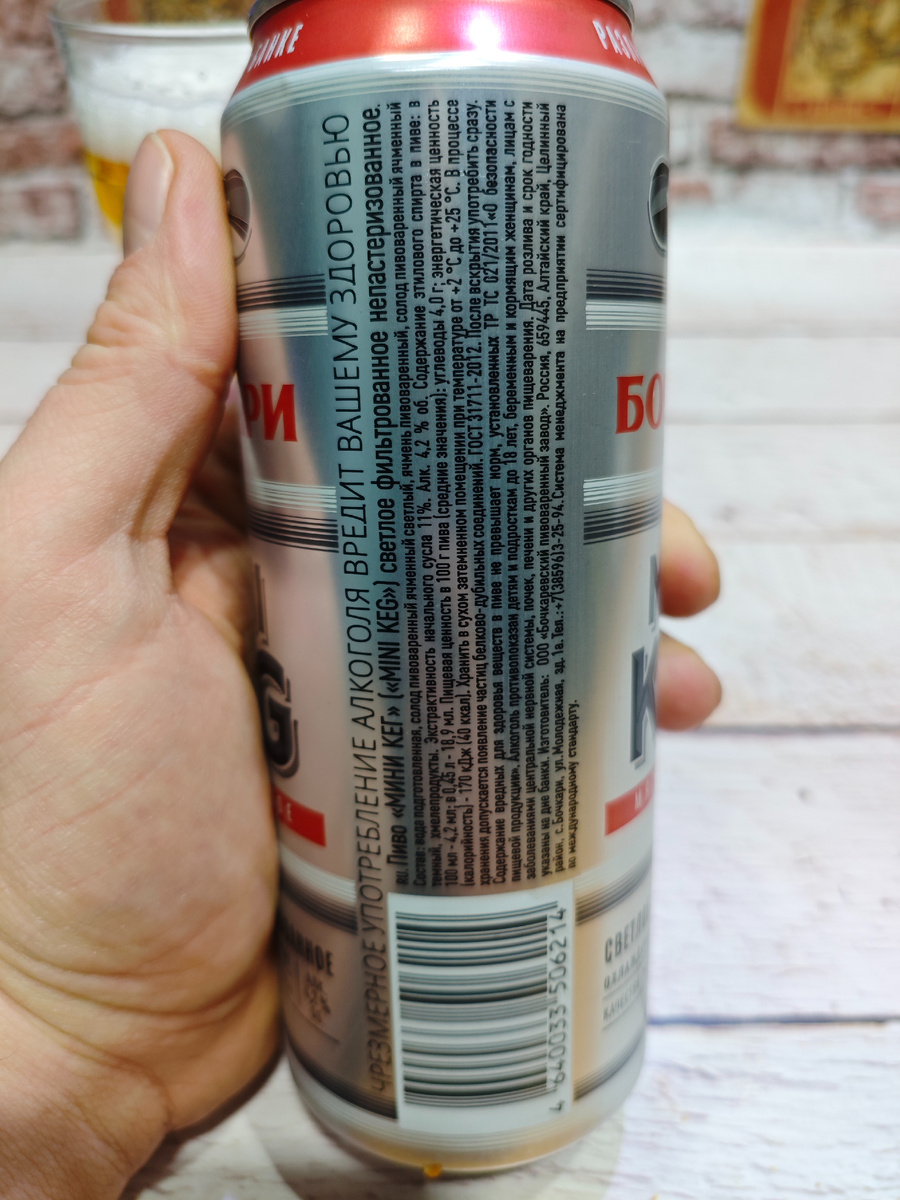 БАНКЕ
ЧРЕЗМЕРНОЕ УПОТРЕБЛЕНИЕ АЛКОГОЛЯ ВРЕДИТ ВАШЕМУ ЗДОРОВЬЮ
RU. Пиво «МИНИ КЕГ» («MINI KEG») светлое фильтрованное непастеризованное.
Состав: вода подготовленная, солод пивоваренный ячменный светлый, ячмень пивоваренный, солод пивоваренный ячменный
темный, хмелепродукты. Экстрактивность начального сусла 11%. Алк. 4,2 % об. Содержание этилового спирта в пиве: в
100 мл - 4,2 мл; в 0,45 л - 18,9 мл. Пищевая ценность в 100 г пива (средние значения): углеводы 4,0 г; энергетическая ценность
(калорийность) - 170 кДж (40 ккал). Хранить в сухом затемненном помещении при температуре от +2 °С до +25 °С. В процессе
хранения допускается появление частиц белково-дубильных соединений. ГОСТ 31711-2012. После вскрытия употребить сразу.
Содержание вредных для здоровья веществ в пиве не превышает норм, установленных ТР ТС 021/2011 («О безопасности
пищевой продукции». Алкоголь противопоказан детям и подросткам до 18 лет, беременным и кормящим женщинам, лицам с
заболеваниями центральной нервной системы, почек, печени и других органов пищеварения. Дата розлива и срок годности
указаны на дне банки. Изготовитель: ООО «Бочкаревский пивоваренный завод». Россия, 659445, Алтайский край, Целинный
район, с.Бочкари, ул.Молодежная, зд. 1а. Тел.:+7(38596)3-25-94. Система менеджмента на предприятии сертифицирована
по международному стандарту.
4 640033 506214
РИ
G
БО
К
СВЕТЛ